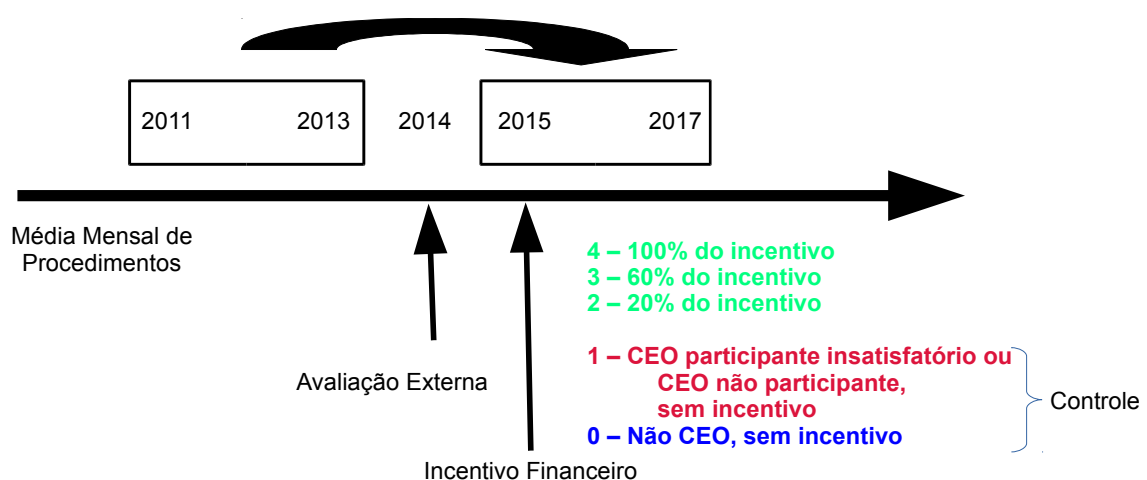 2011 2013 2014 2015 2017
Média Mensal de
Procedimentos
4 – 100% do incentivo
3 – 60% do incentivo
2 – 20% do incentivo
1 – CEO participante insatisfatório ou
CEO não participante,
sem incentivo
0 – Não CEO, sem incentivo
Controle
Avaliação Externa
Incentivo Financeiro